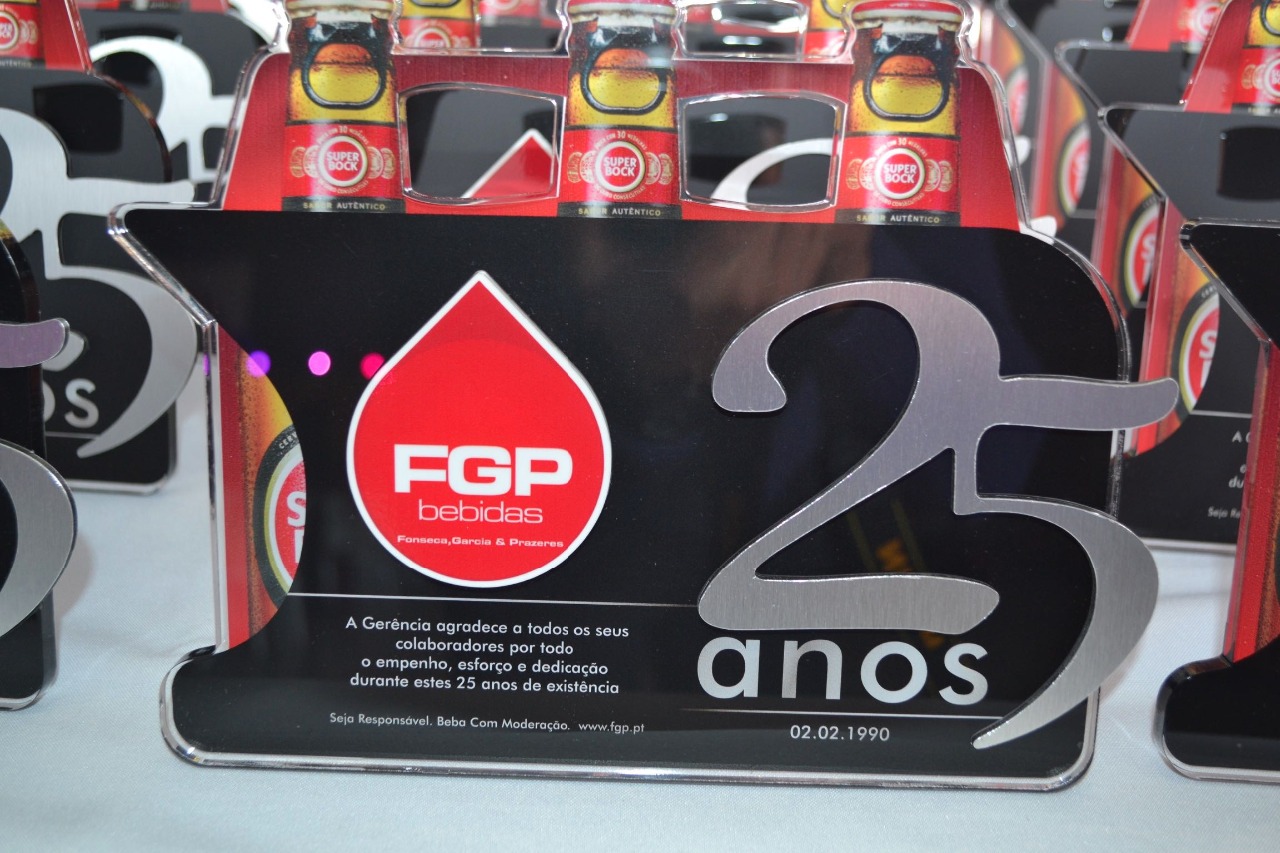 SUPER
BOCK
SABOR AUTÊNTICO
SUPER
BOCK
SABOR AUTÊNTICO
SUPER
BOCK
SABOR AUTÊNTICO
FGP
bebidas
Fonseca,Garcia & Prazeres
25
anos
02.02.1990
A Gerência agradece a todos os seus
colaboradores por todo
o empenho, esforço e dedicação
durante estes 25 anos de existência
Seja Responsável. Beba Com Moderação. www.fgp.pt